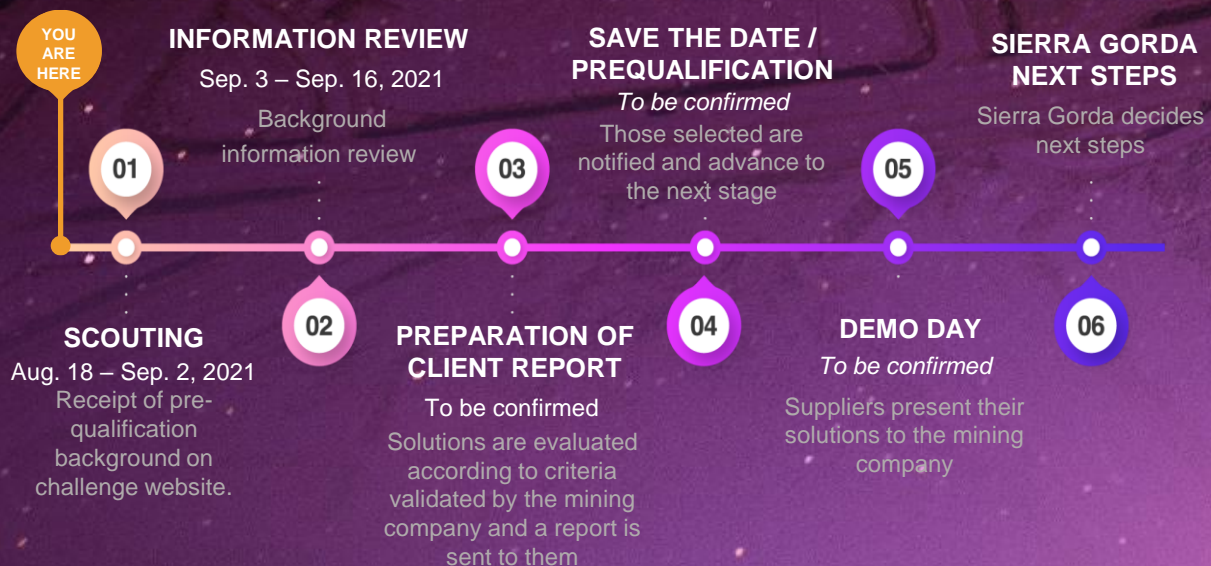 YOU
ARE
HERE
01
SCOUTING
Aug. 18 – Sep. 2, 2021
Receipt of pre-
qualification
background on
challenge website.
INFORMATION REVIEW
Sep. 3 – Sep. 16, 2021
Background
information review
02
03
PREPARATION OF
CLIENT REPORT
To be confirmed
Solutions are evaluated
according to criteria
validated by the mining
company and a report is
sent to them
SAVE THE DATE /
PREQUALIFICATION
To be confirmed
Those selected are
notified and advance to
the next stage
04
05
DEMO DAY
To be confirmed
Suppliers present their
solutions to the mining
company
SIERRA GORDA
NEXT STEPS
Sierra Gorda decides
next steps
06